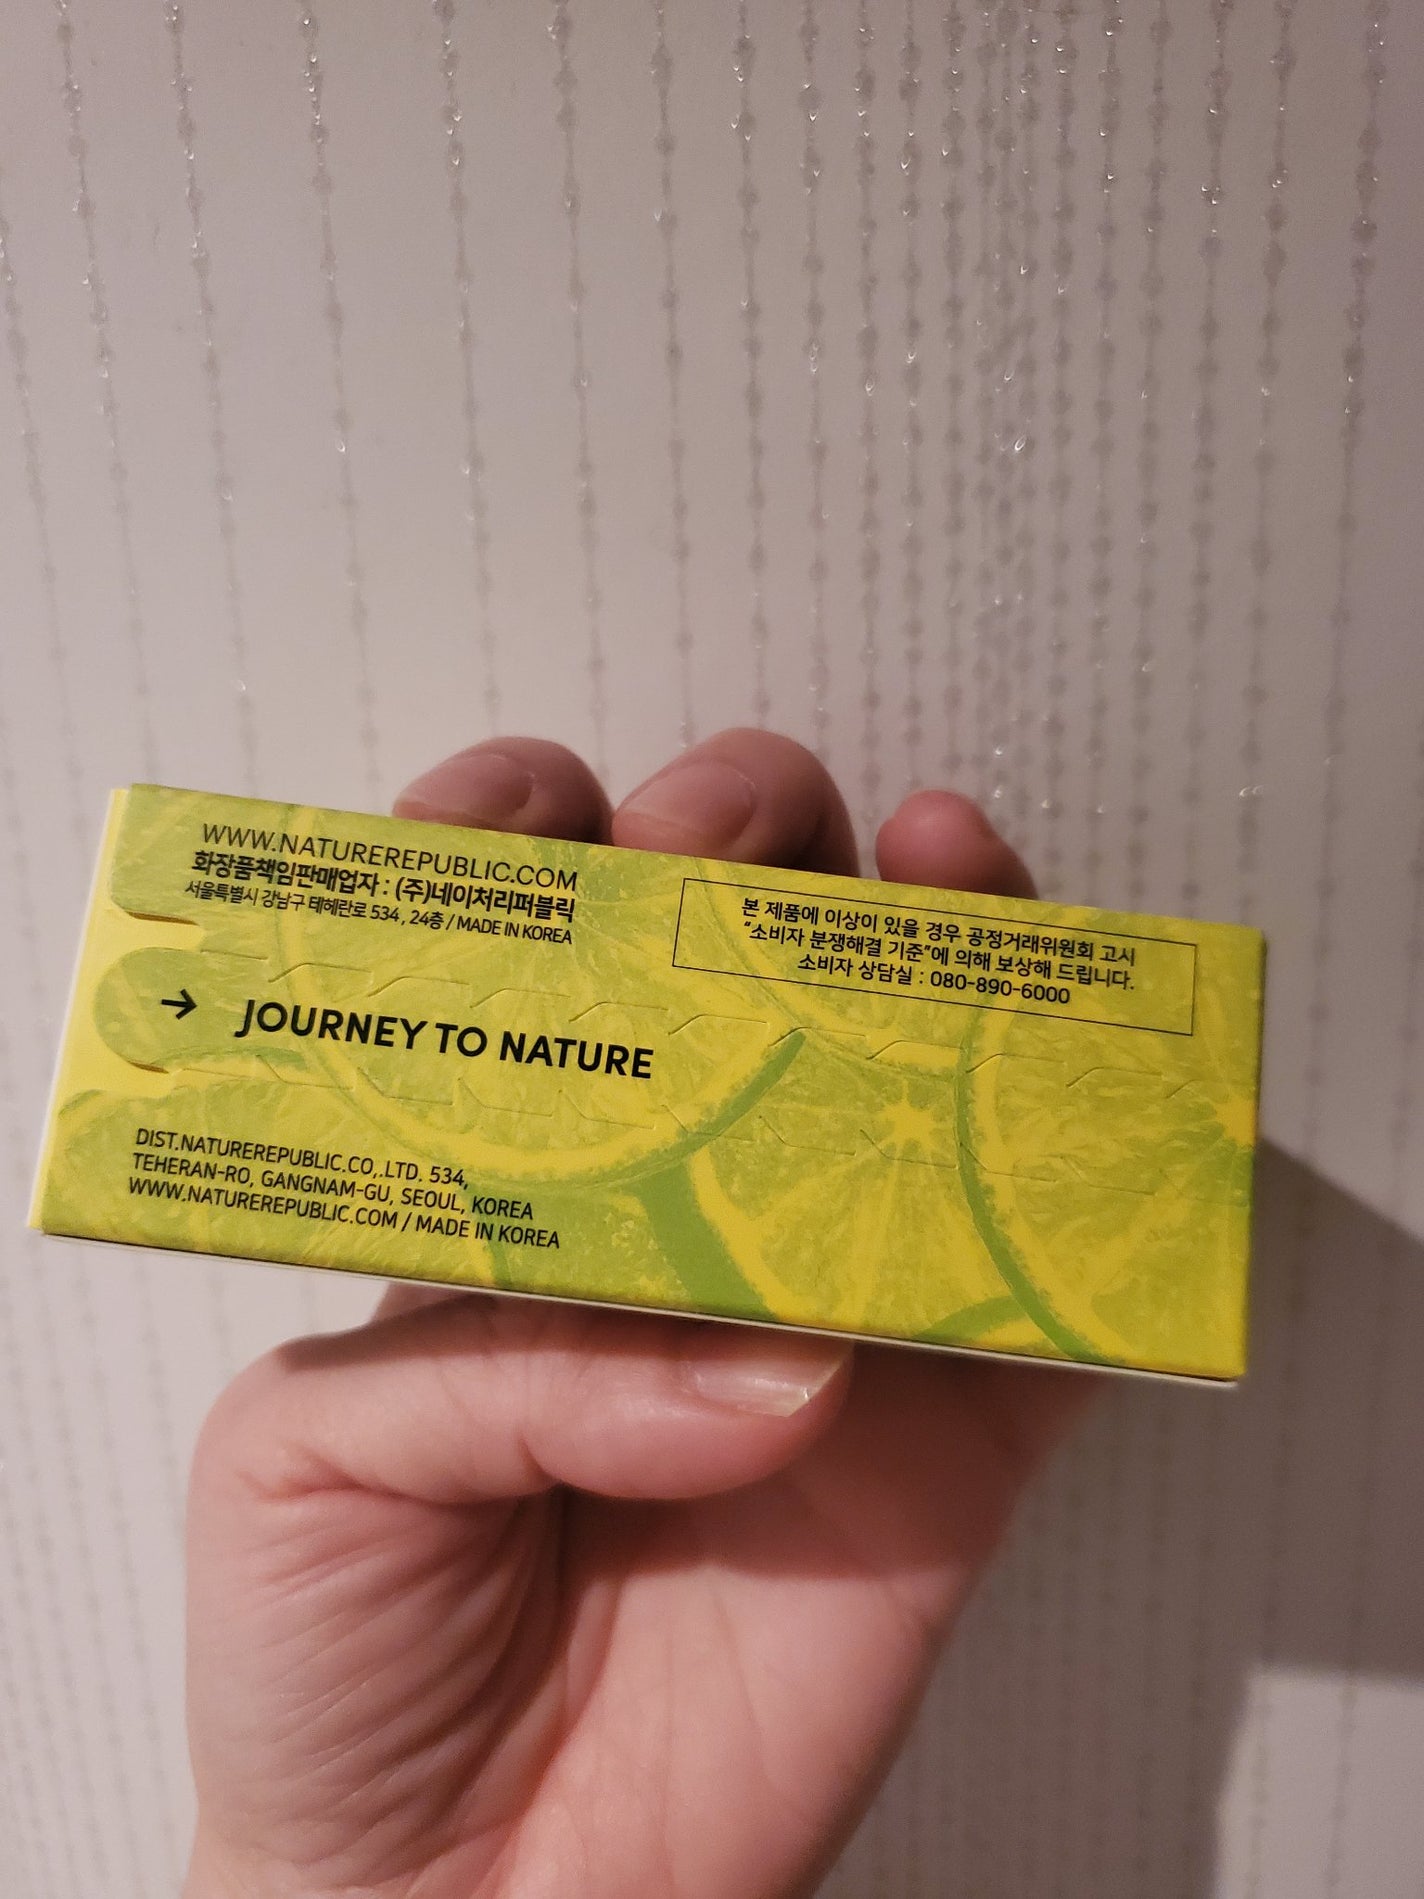 WWW.NATUREREPUBLIC.COM
화장품책임판매업자 : (주)네이처리퍼블릭
서울특별시 강남구 테헤란로 534, 24층 / MADE IN KOREA
본 제품에 이상이 있을 경우 공정거래위원회 고시
“소비자 분쟁해결 기준”에 의해 보상해 드립니다.
소비자 상담실 : 080-890-6000
→ JOURNEY TO NATURE
DIST.NATUREREPUBLIC.CO,.LTD. 534,
TEHERAN-RO, GANGNAM-GU, SEOUL, KOREA
WWW.NATUREREPUBLIC.COM / MADE IN KOREA